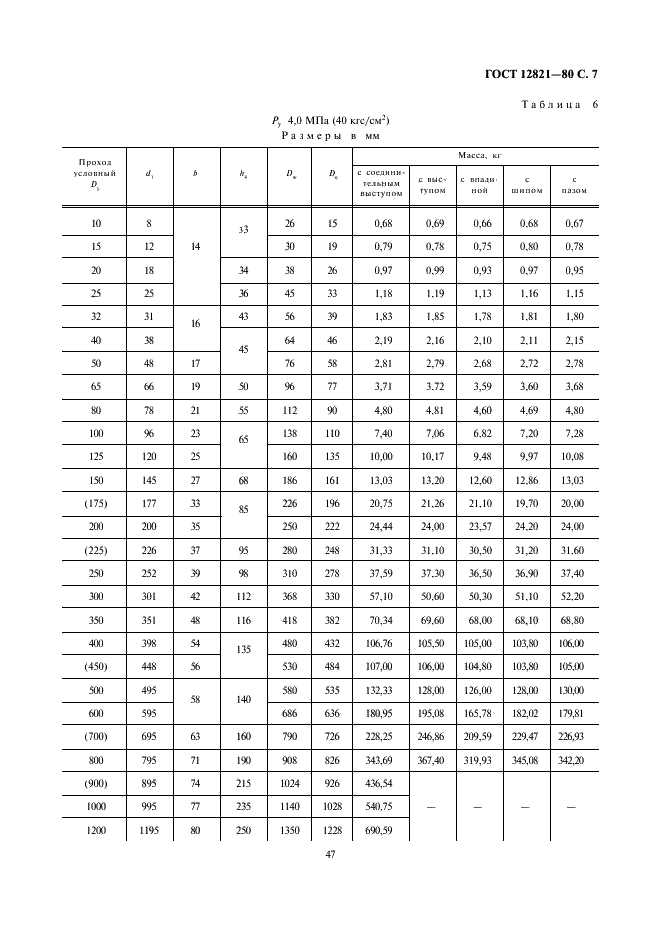 ГОСТ 12821—80 С. 7
Таблица 6
Pу 4,0 МПа (40 кгс/см²)
Размеры в мм
Проход условный Dу d1 b h4 Dm Dn Масса, кг
с соединительным выступом с выступом с впадиной с шипом с пазом
10 8 14 33 26 15 0,68 0,69 0,66 0,68 0,67
15 12 30 19 0,79 0,78 0,75 0,80 0,78
20 18 34 38 26 0,97 0,99 0,93 0,97 0,95
25 25 36 45 33 1,18 1,19 1,13 1,16 1,15
32 31 16 43 56 39 1,83 1,85 1,78 1,81 1,80
40 38 45 64 46 2,19 2,16 2,10 2,11 2,15
50 48 17 76 58 2,81 2,79 2,68 2,72 2,78
65 66 19 50 96 77 3,71 3,72 3,59 3,60 3,68
80 78 21 55 112 90 4,80 4,81 4,60 4,69 4,80
100 96 23 65 138 110 7,40 7,06 6,82 7,20 7,28
125 120 25 160 135 10,00 10,17 9,48 9,97 10,08
150 145 27 68 186 161 13,03 13,20 12,60 12,86 13,03
(175) 177 33 85 226 196 20,75 21,26 21,10 19,70 20,00
200 200 35 250 222 24,44 24,00 23,57 24,20 24,00
(225) 226 37 95 280 248 31,33 31,10 30,50 31,20 31,60
250 252 39 98 310 278 37,59 37,30 36,50 36,90 37,40
300 301 42 112 368 330 57,10 50,60 50,30 51,10 52,20
350 351 48 116 418 382 70,34 69,60 68,00 68,10 68,80
400 398 54 135 480 432 106,76 105,50 105,00 103,80 106,00
(450) 448 56 530 484 107,00 106,00 104,80 103,80 105,00
500 495 58 140 580 535 132,33 128,00 126,00 128,00 130,00
600 595 686 636 180,95 195,08 165,78 182,02 179,81
(700) 695 63 160 790 726 228,25 246,86 209,59 229,47 226,93
800 795 71 190 908 826 343,69 367,40 319,93 345,08 342,20
(900) 895 74 215 1024 926 436,54
1000 995 77 235 1140 1028 540,75 — — — —
1200 1195 80 250 1350 1228 690,59
47